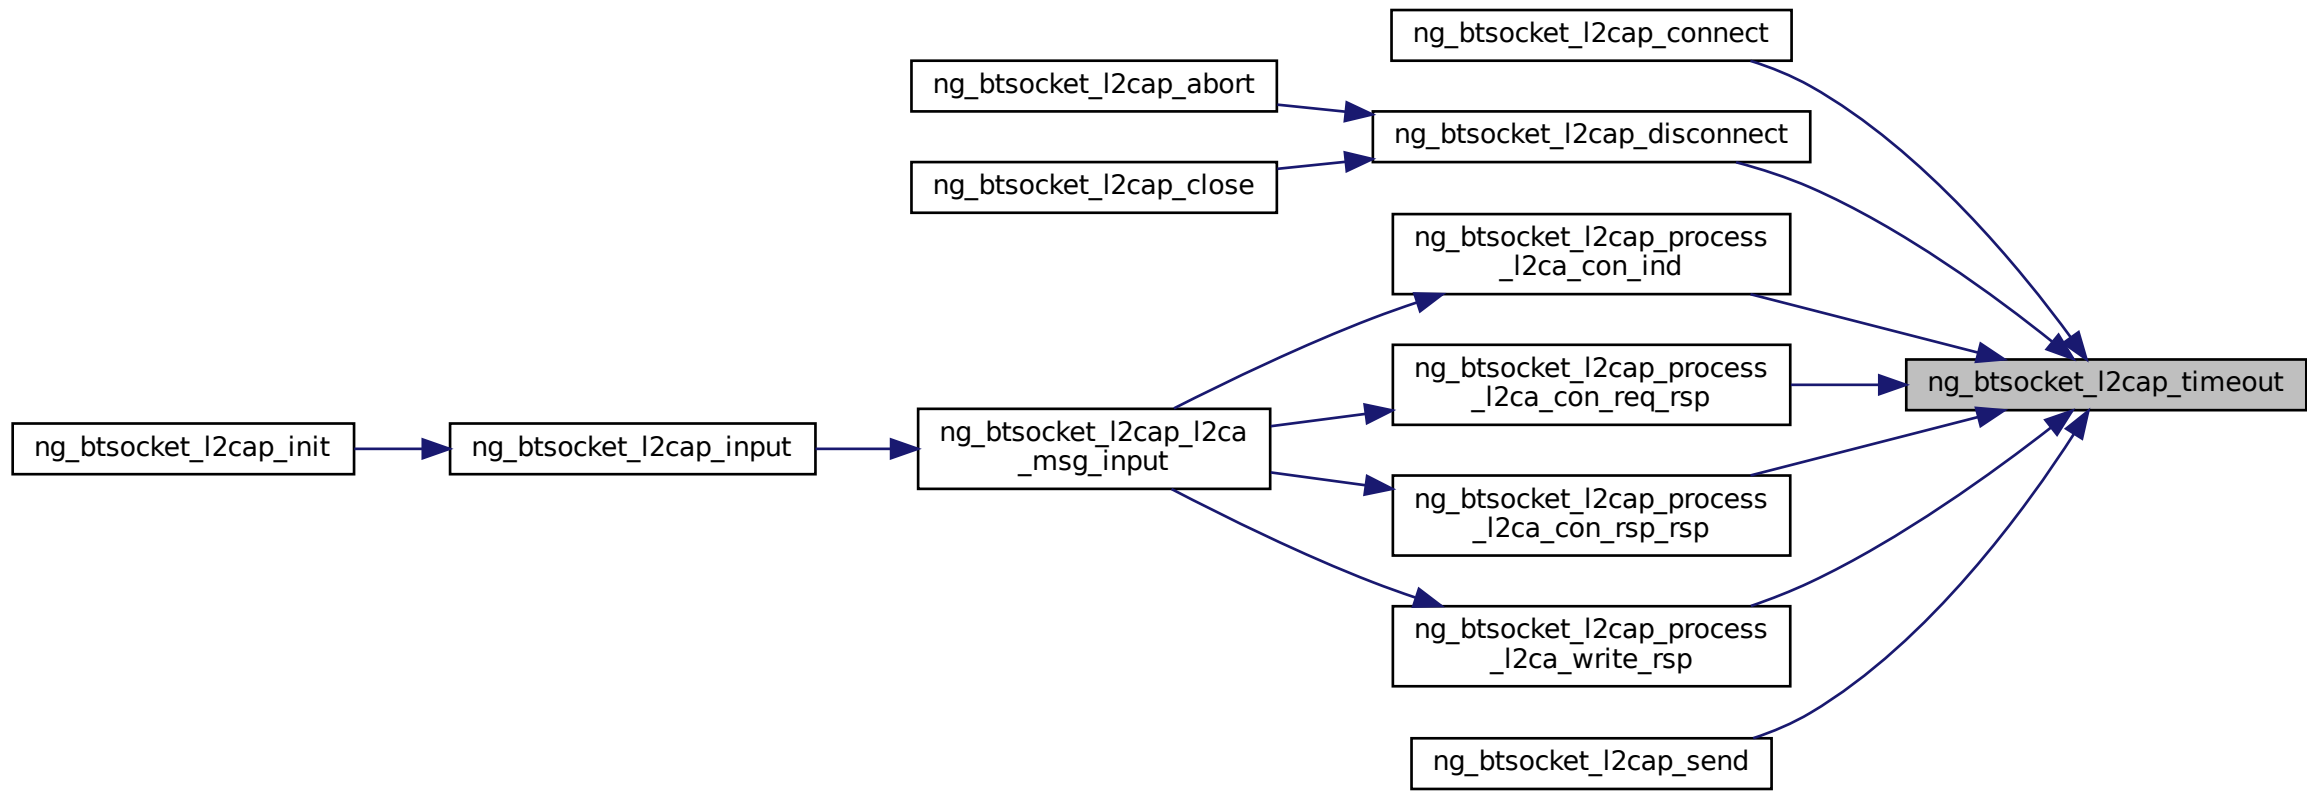 ng_btsocket_l2cap_connect
ng_btsocket_l2cap_abort
ng_btsocket_l2cap_disconnect
ng_btsocket_l2cap_close
ng_btsocket_l2cap_process
_l2ca_con_ind
ng_btsocket_l2cap_process
_l2ca_con_req_rsp
ng_btsocket_l2cap_timeout
ng_btsocket_l2cap_init
ng_btsocket_l2cap_input
ng_btsocket_l2cap_l2ca
_msg_input
ng_btsocket_l2cap_process
_l2ca_con_rsp_rsp
ng_btsocket_l2cap_process
_l2ca_write_rsp
ng_btsocket_l2cap_send